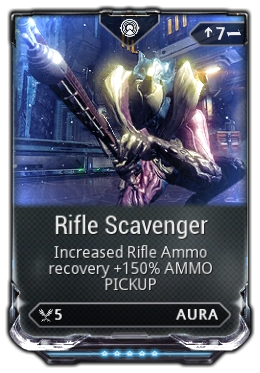 7
Rifle Scavenger
Increased Rifle Ammo
recovery +150% AMMO
PICKUP
5 AURA